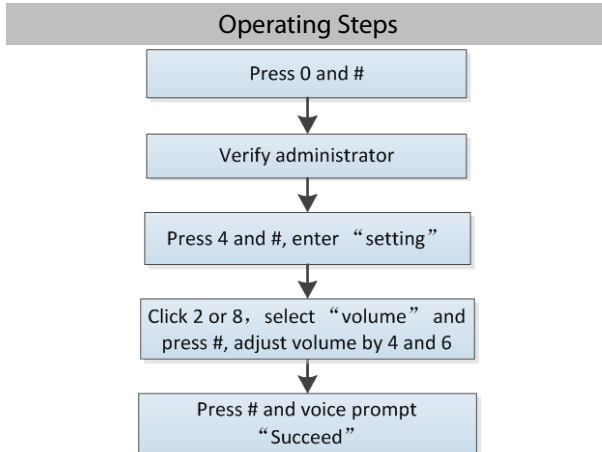 Operating Steps
Press 0 and #
Verify administrator
Press 4 and #, enter “setting”
Click 2 or 8，select “volume” and
press #, adjust volume by 4 and 6
Press # and voice prompt
“Succeed”